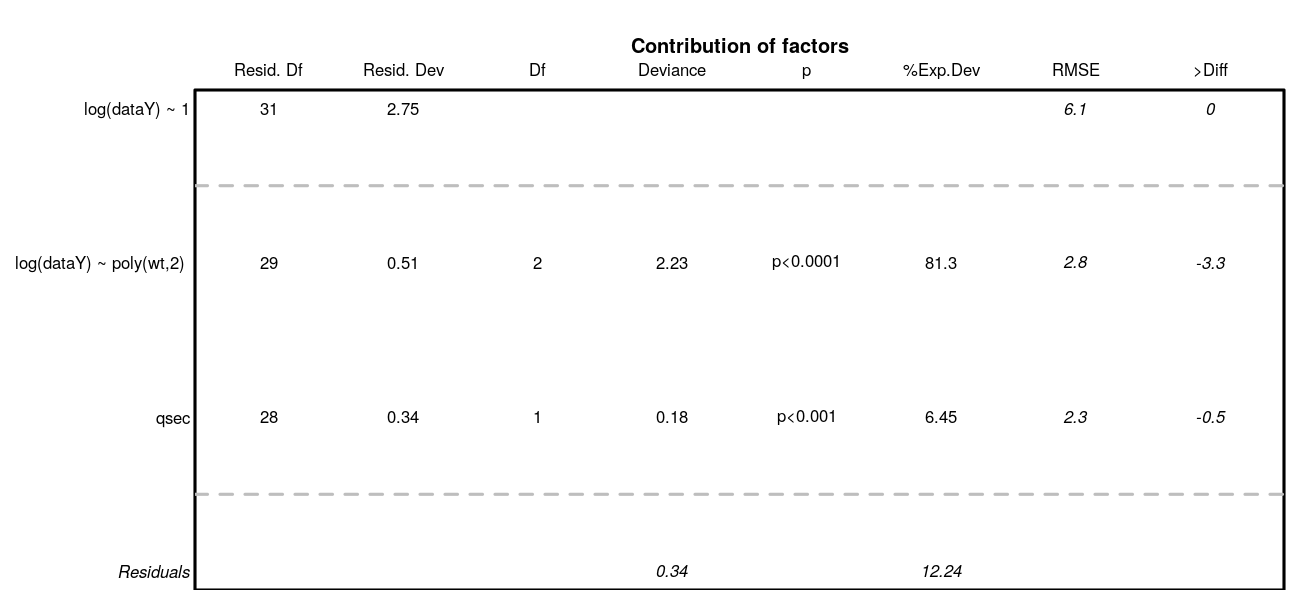 Contribution of factors
Resid. Df Resid. Dev Df Deviance p %Exp.Dev RMSE >Diff
log(dataY) ~ 1 31 2.75 6.1 0
log(dataY) ~ poly(wt,2) 29 0.51 2 2.23 p<0.0001 81.3 2.8 -3.3
qsec 28 0.34 1 0.18 p<0.001 6.45 2.3 -0.5
Residuals 0.34 12.24